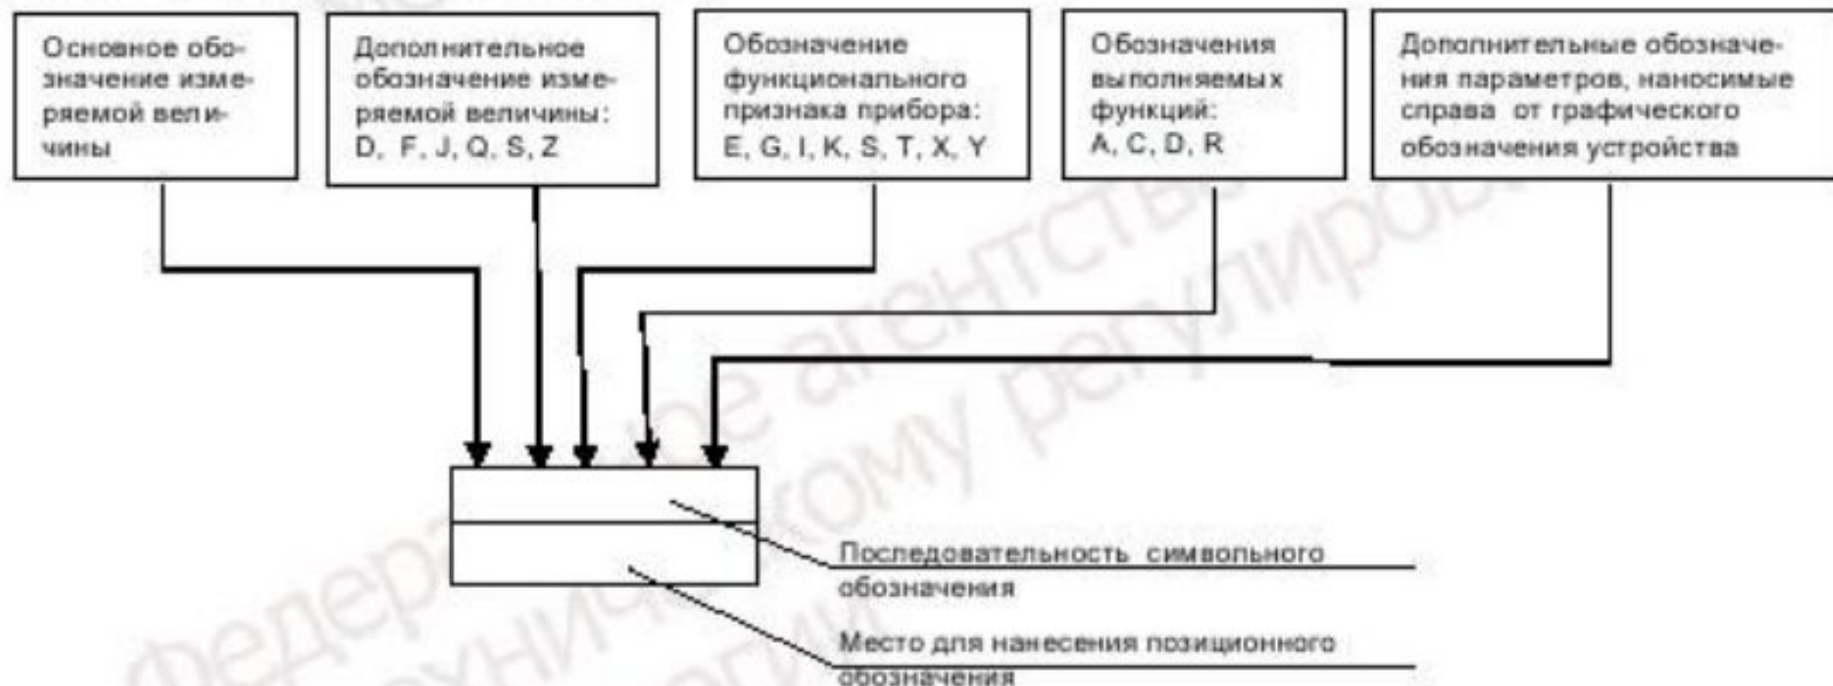 Основное обо-
значение изме-
ряемой вели-
чины
Дополнительное
обозначение изме-
ряемой величины:
D, F, J, Q, S, Z
Обозначение
функционального
признака прибора:
E, G, I, K, S, T, X, Y
Обозначения
выполняемых
функций:
A, C, D, R
Дополнительные обозначе-
ния параметров, наносимые
справа от графического
обозначения устройства
Последовательность символьного
обозначения
Место для нанесения позиционного
обозначения